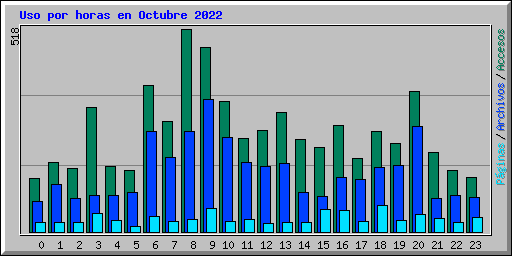 Uso por horas en Octubre 2022
518
Páginas / Archivos / Accesos
0 1 2 3 4 5 6 7 8 9 10 11 12 13 14 15 16 17 18 19 20 21 22 23